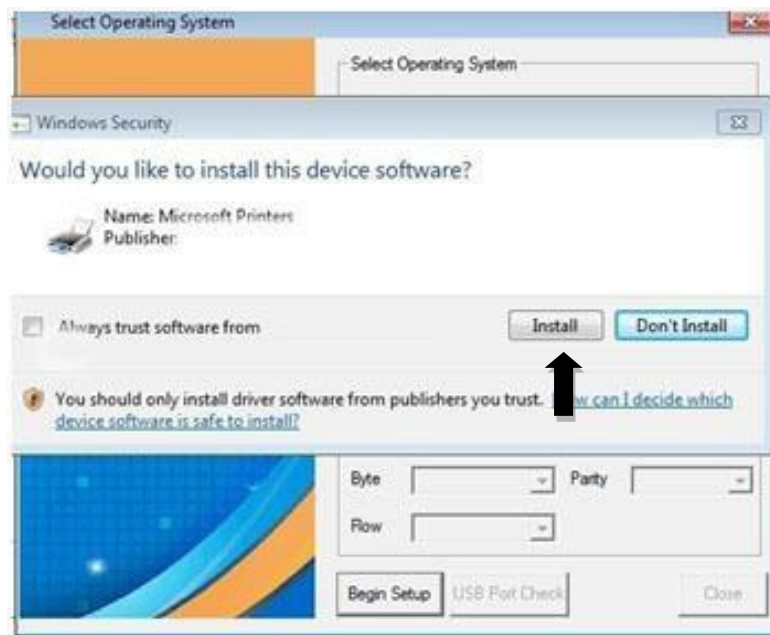 Select Operating System
Select Operating System
Windows Security
Would you like to install this device software?
Name: Microsoft Printers
Publisher:
Always trust software from
Install
Don't Install
You should only install driver software from publishers you trust. can I decide which
device software is safe to install?
Byte
Parity
Flow
Begin Setup
USB Port Check
Close